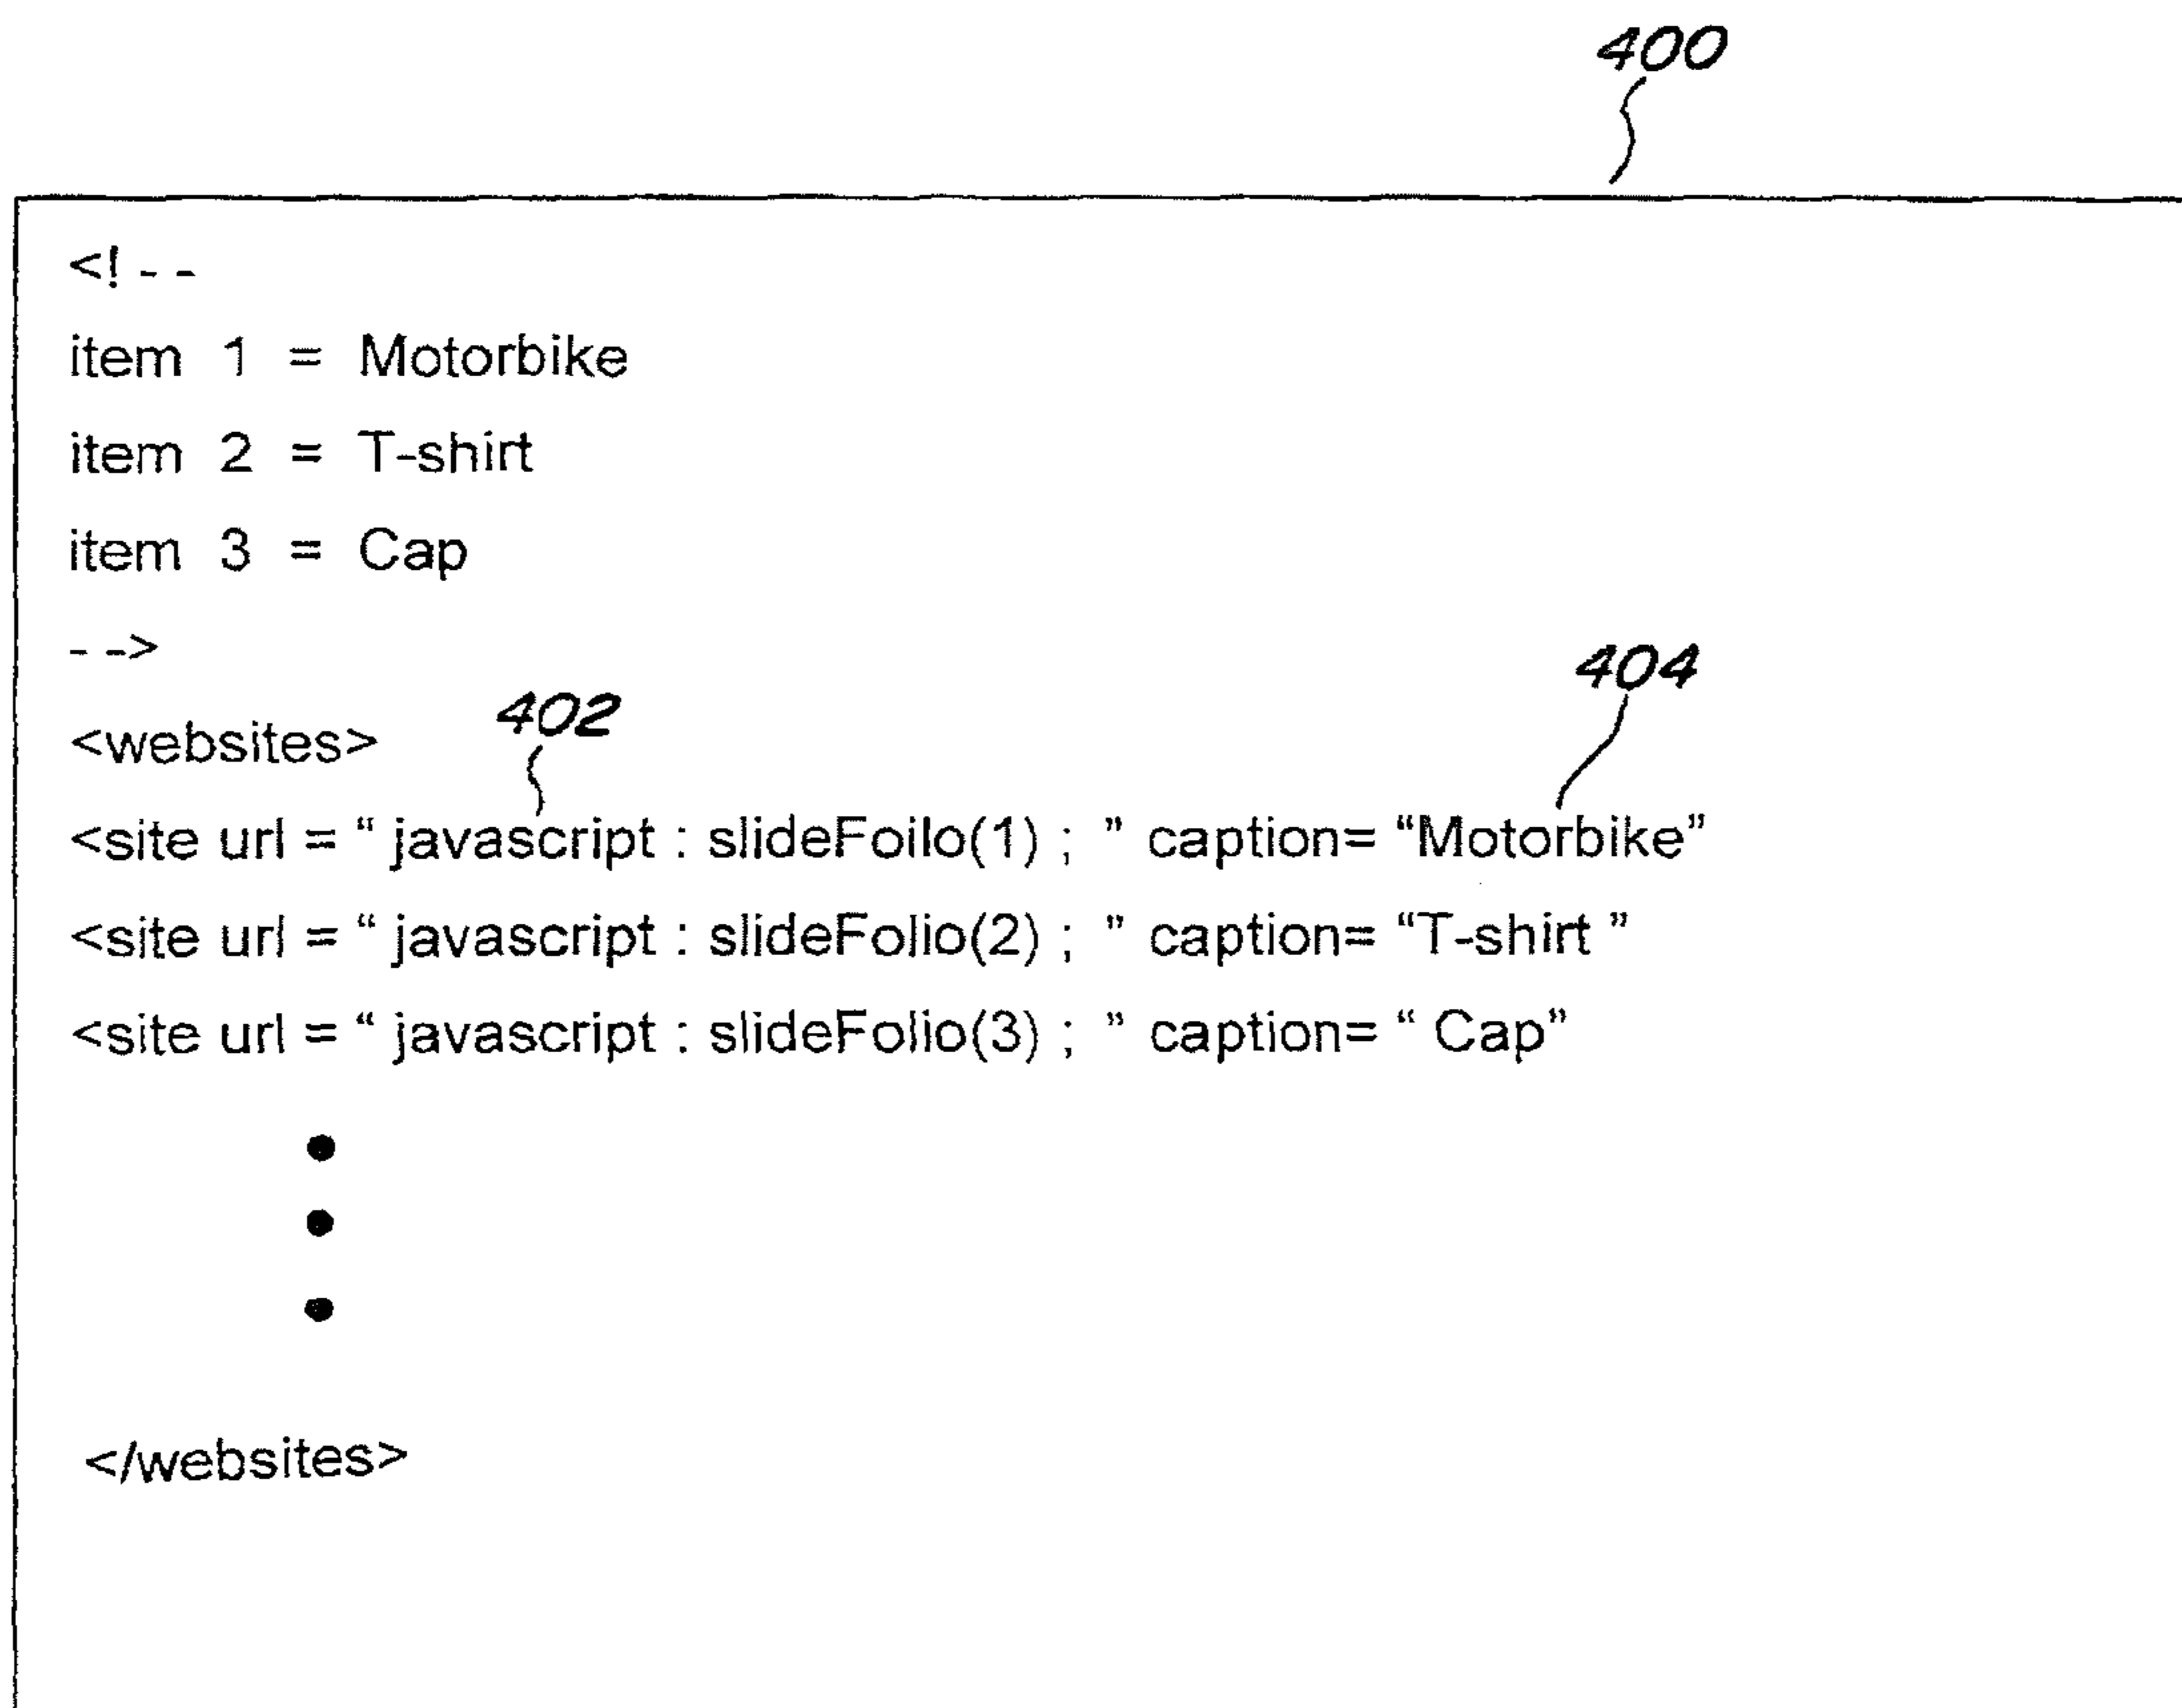 400
<! - -
item 1 = Motorbike
item 2 = T-shirt
item 3 = Cap
- ->
404
402
<websites>
<site url = “ javascript : slideFoilo(1) ; ” caption= “Motorbike”
<site url = “ javascript : slideFolio(2) ; ” caption= “T-shirt ”
<site url = “ javascript : slideFolio(3) ; ” caption= “ Cap”
</websites>